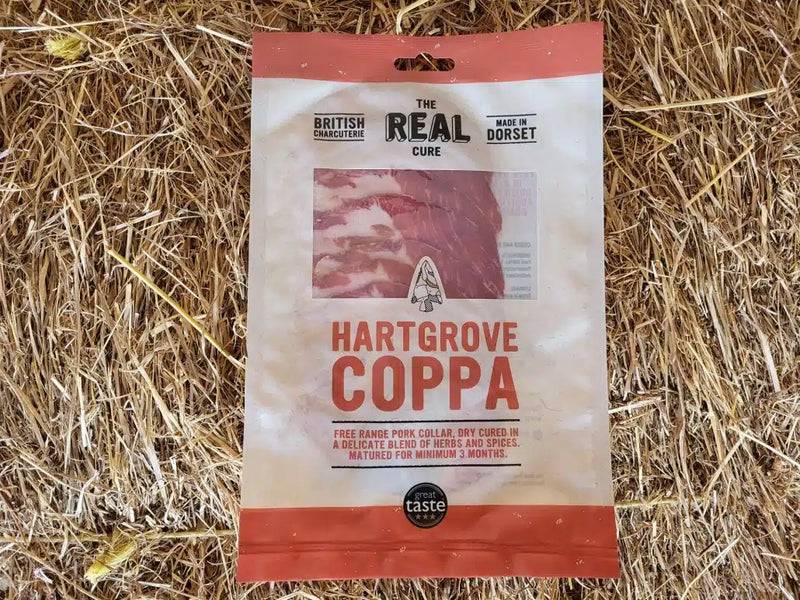 THE
REAL
CURE
BRITISH
CHARCUTERIE
MADE IN
DORSET
HARTGROVE
COPPA
FREE RANGE PORK COLLAR, DRY CURED IN
A DELICATE BLEND OF HERBS AND SPICES.
MATURED FOR MINIMUM 3 MONTHS.
great
taste